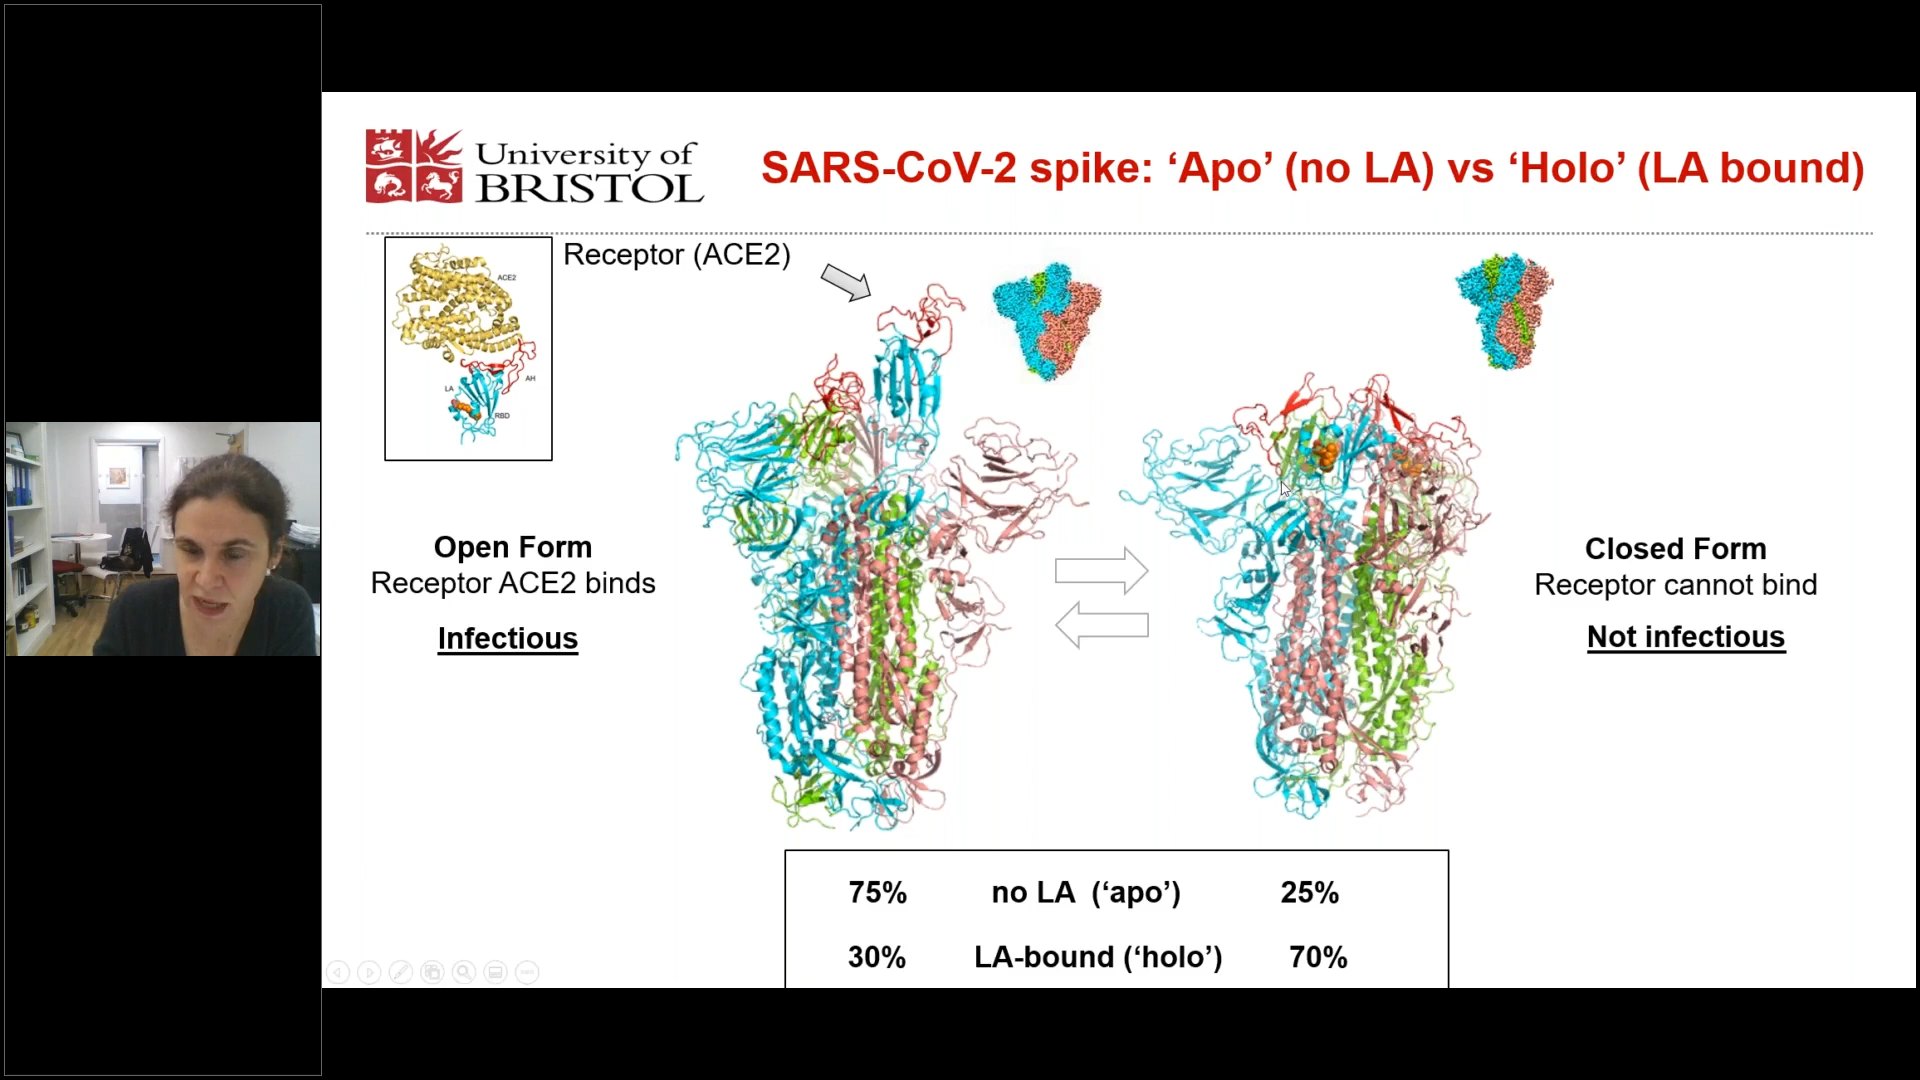 University of
BRISTOL
SARS-CoV-2 spike: ‘Apo’ (no LA) vs ‘Holo’ (LA bound)
Receptor (ACE2)
ACE2
AH
LA
RBD
Open Form
Receptor ACE2 binds
Infectious
Closed Form
Receptor cannot bind
Not infectious
75% no LA (‘apo’) 25%
30% LA-bound (‘holo’) 70%